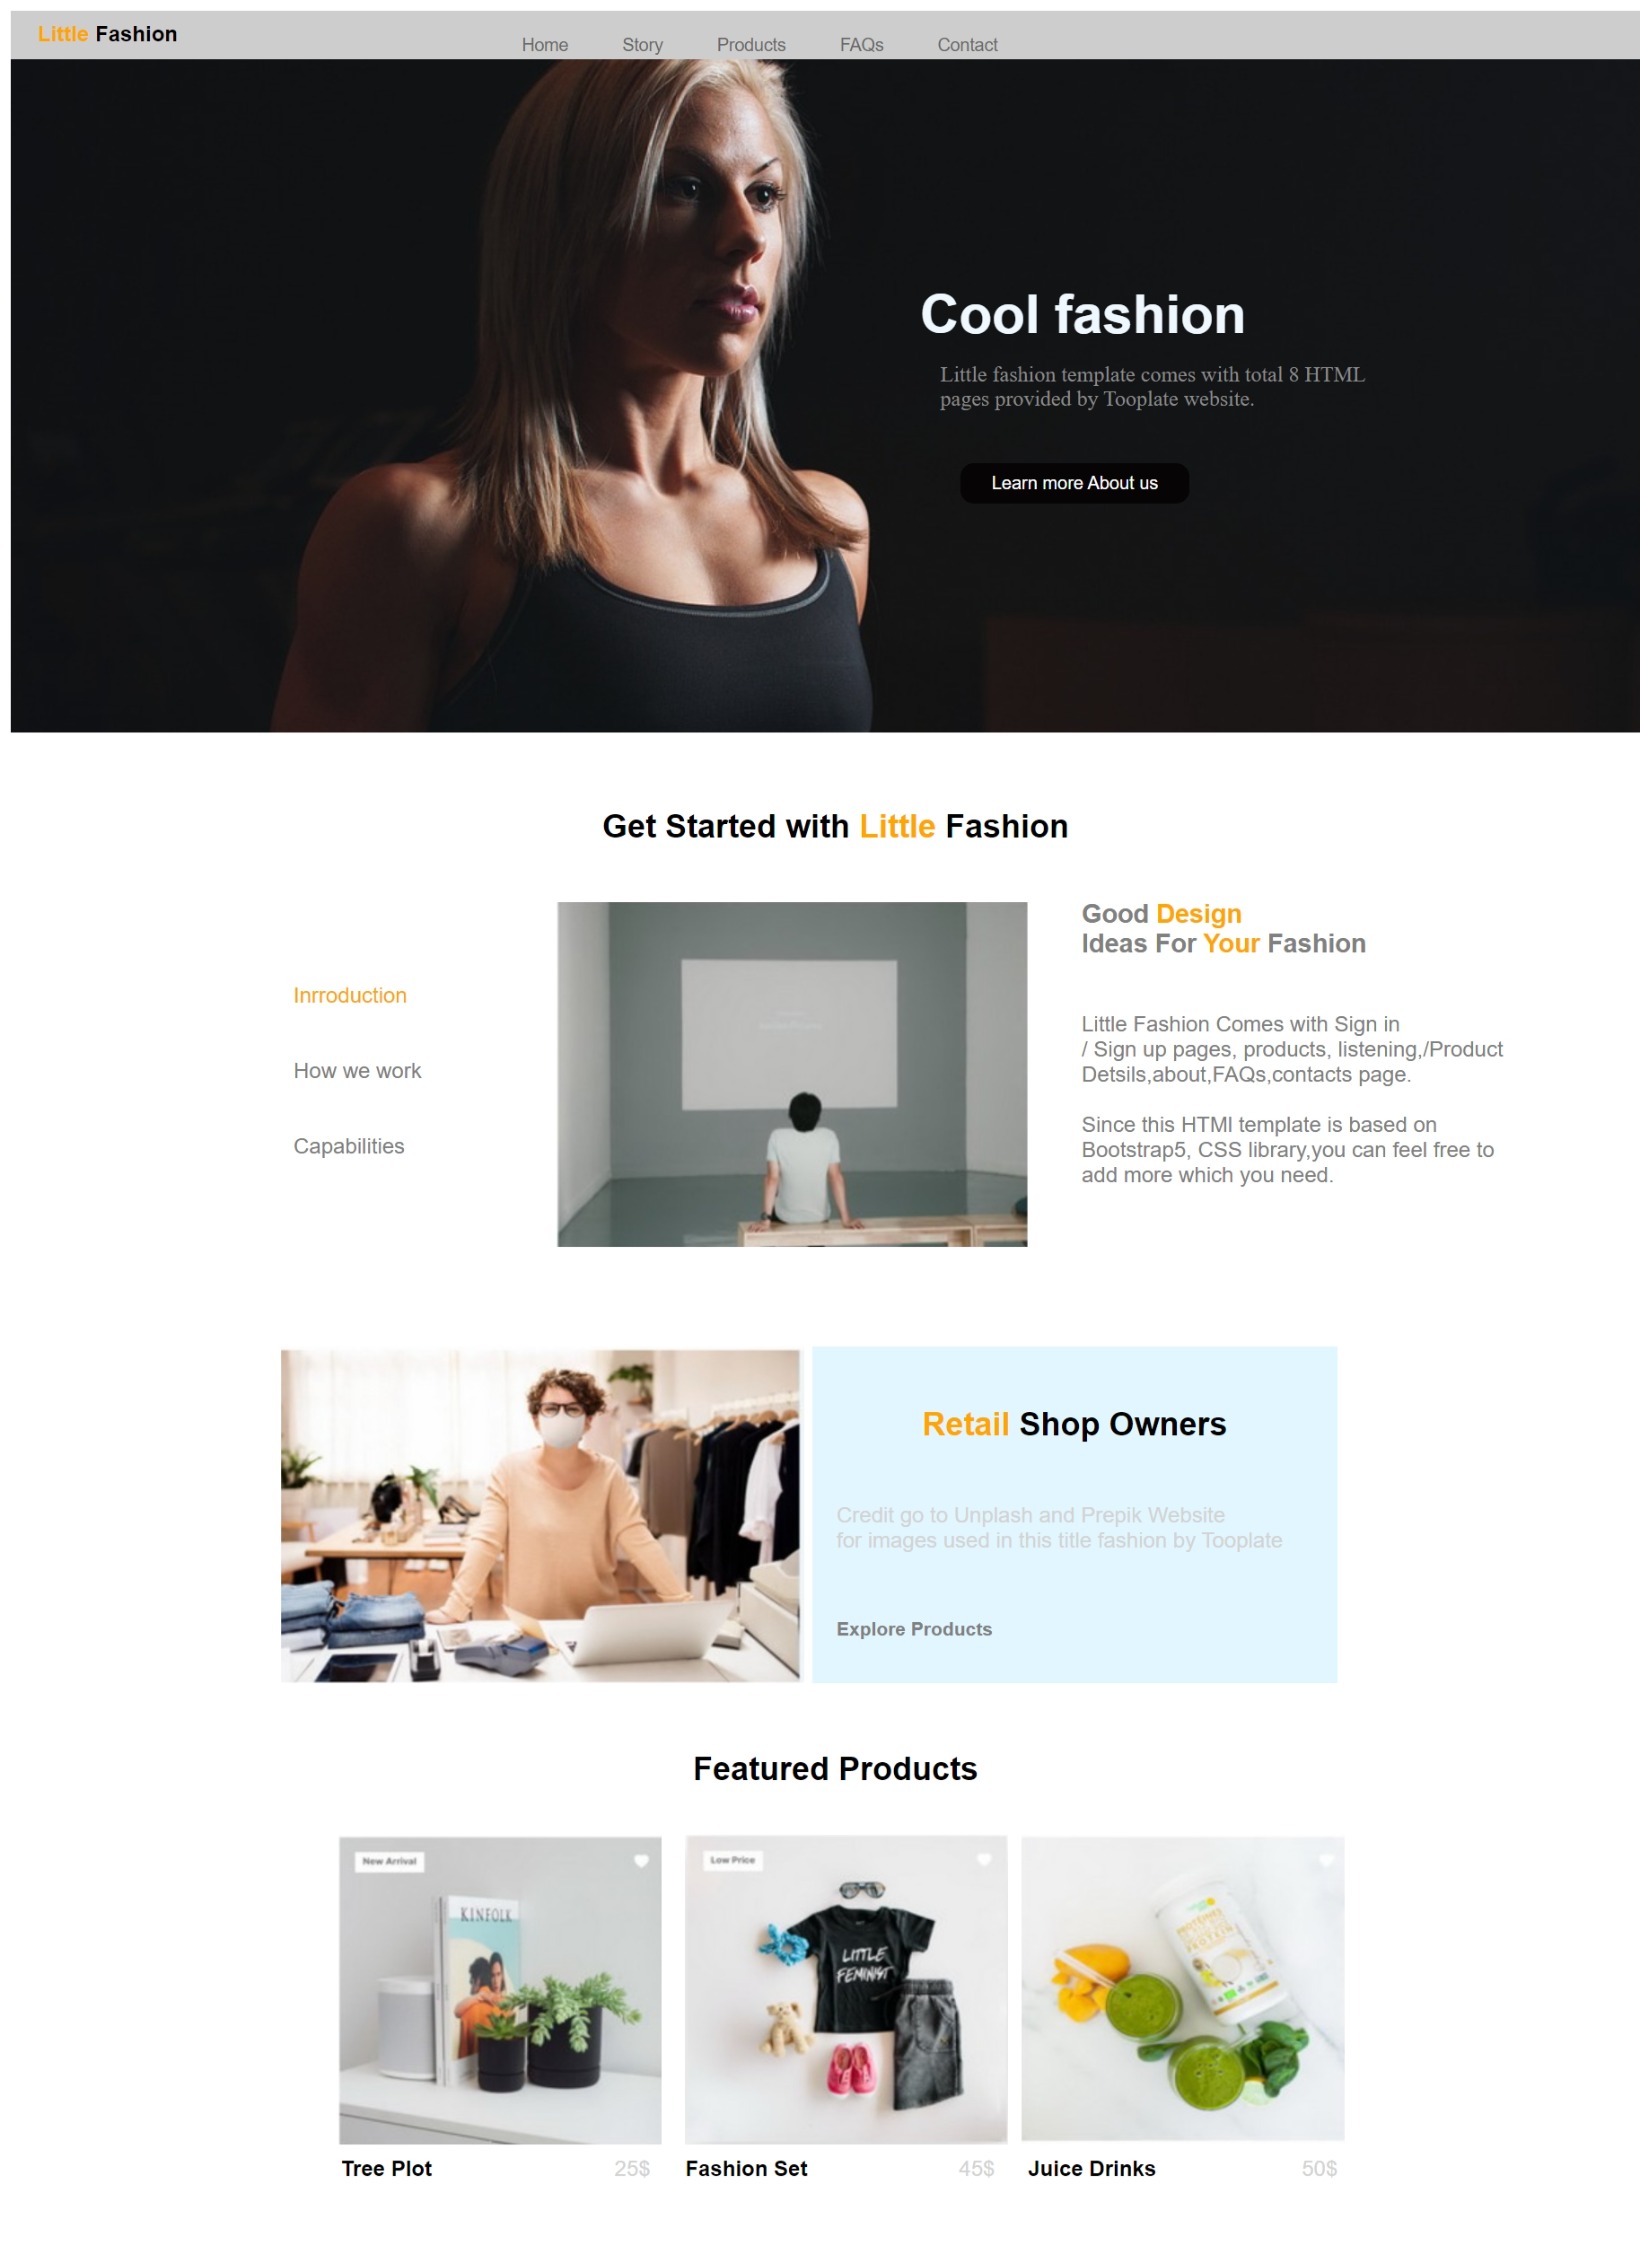 Little Fashion
Home Story Products FAQs Contact
Cool fashion
Little fashion template comes with total 8 HTML
pages provided by Tooplate website.
Learn more About us
Get Started with Little Fashion
Inrroduction
How we work
Capabilities
Good Design
Ideas For Your Fashion
Little Fashion Comes with Sign in
/ Sign up pages, products, listening,/Product
Detsils,about,FAQs,contacts page.
Since this HTMl template is based on
Bootstrap5, CSS library,you can feel free to
add more which you need.
Retail Shop Owners
Credit go to Unplash and Prepik Website
for images used in this title fashion by Tooplate
Explore Products
Featured Products
New Arrival
KINFOLK
Low Price
LITTLE
FEMINIST
PROTEIN
Tree Plot 25$
Fashion Set 45$
Juice Drinks 50$